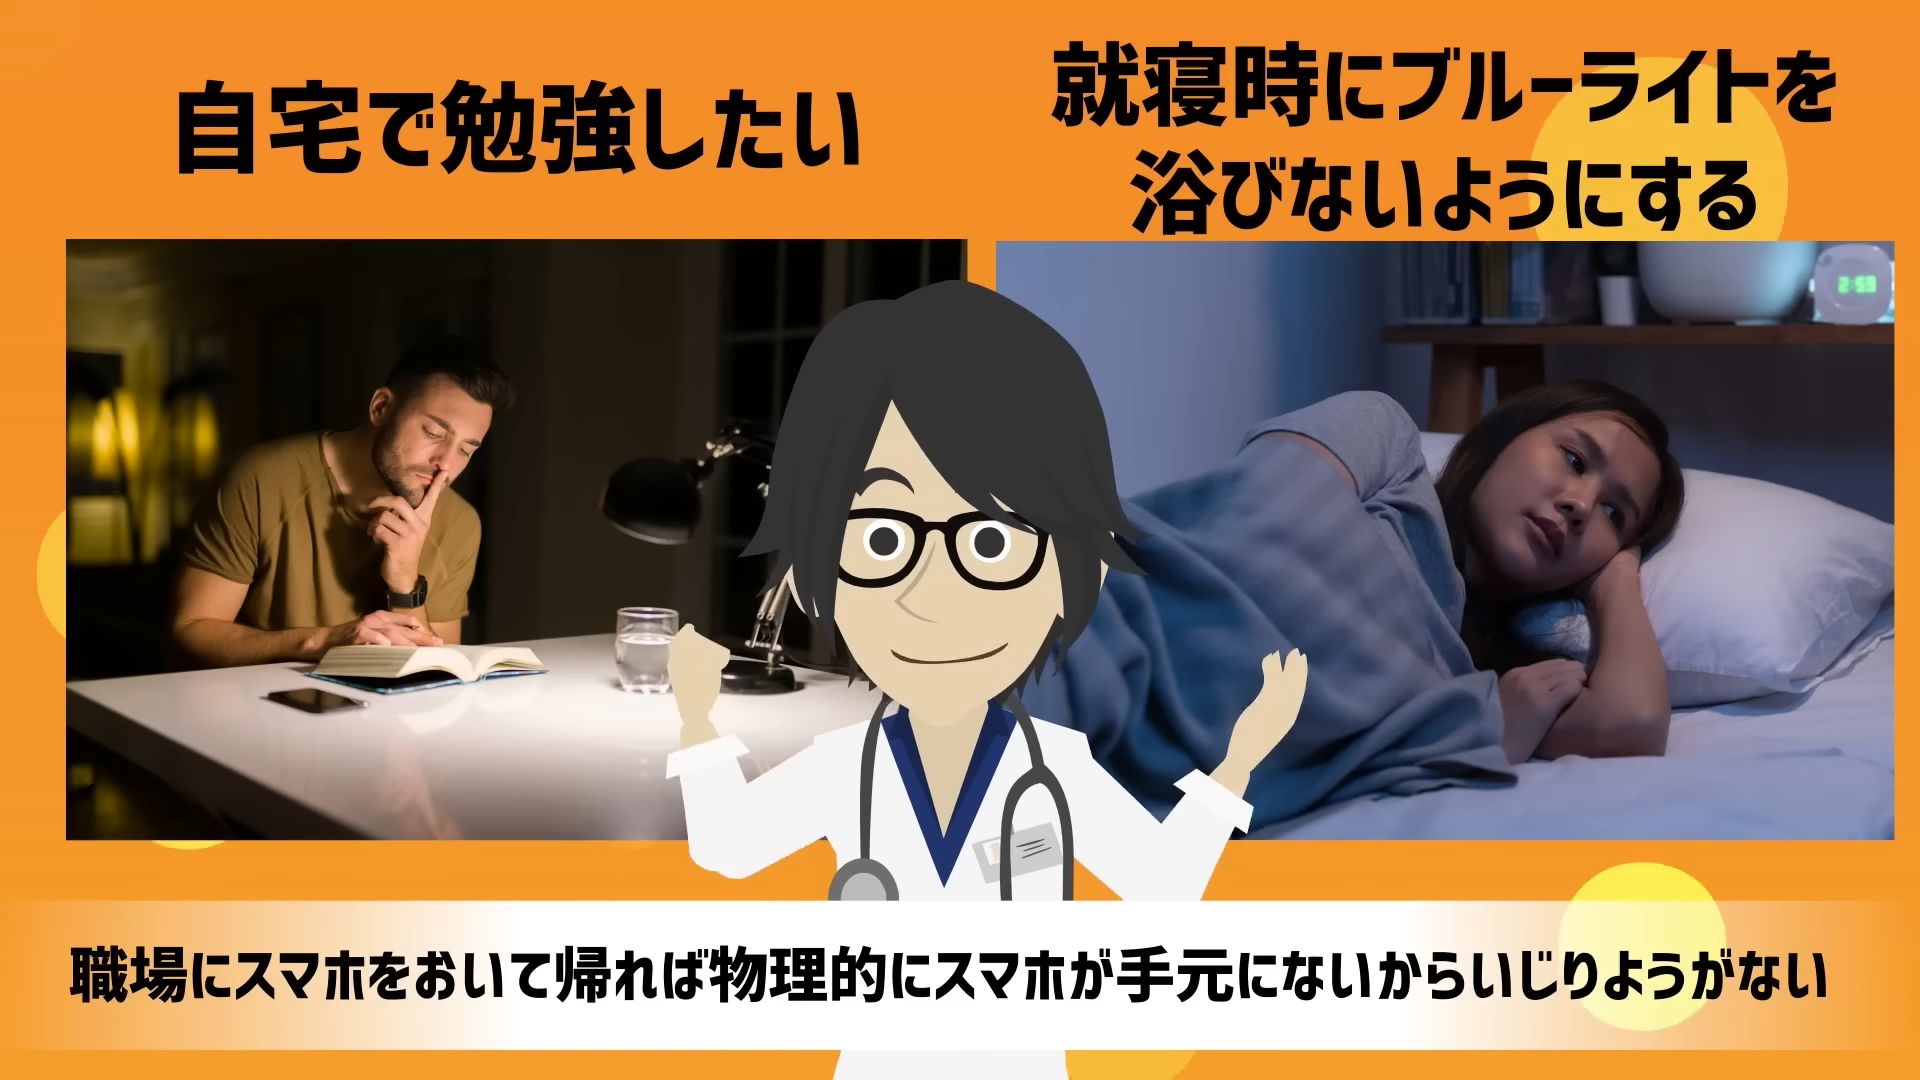 自宅で勉強したい
就寝時にブルーライトを
浴びないようにする
2:59
職場にスマホをおいて帰れば物理的にスマホが手元にないからいじりようがない